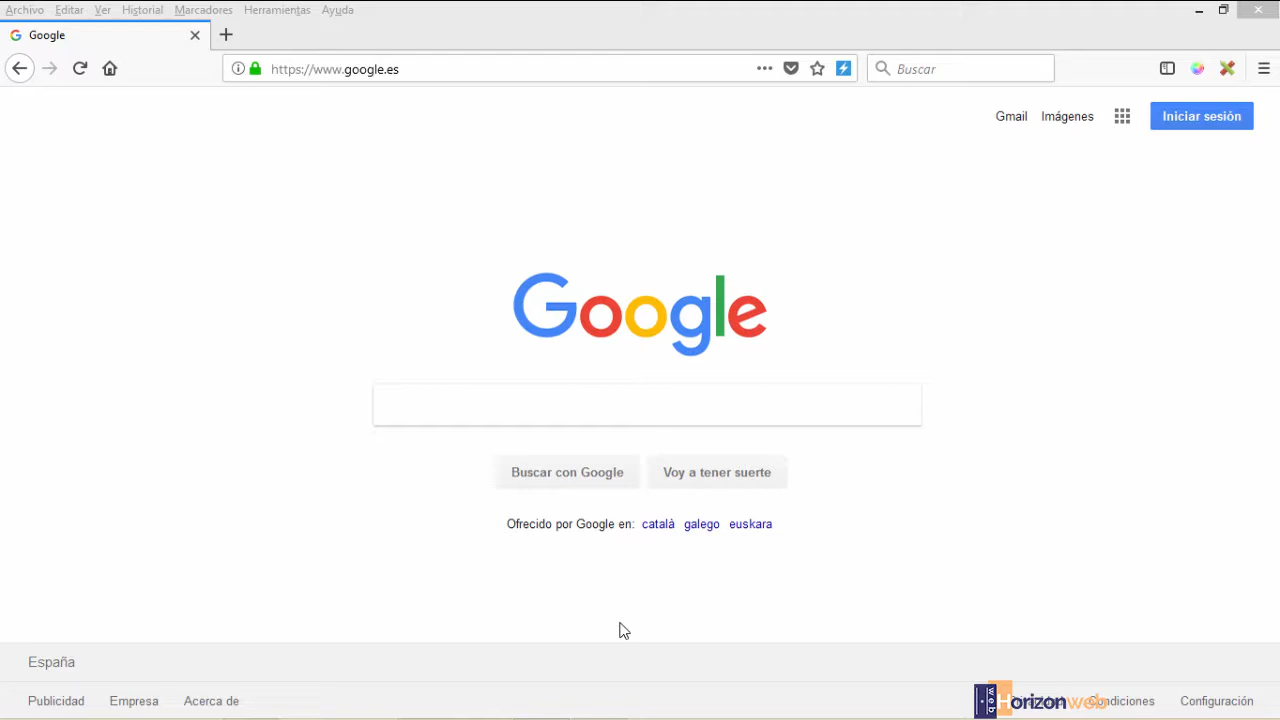 Archivo Editar Ver Historial Marcadores Herramientas Ayuda
Google
https://www.google.es
Buscar
Gmail Imágenes Iniciar sesión
Google
Buscar con Google Voy a tener suerte
Ofrecido por Google en: català galego euskara
España
Publicidad Empresa Acerca de Condiciones Configuración
web Horizonweb